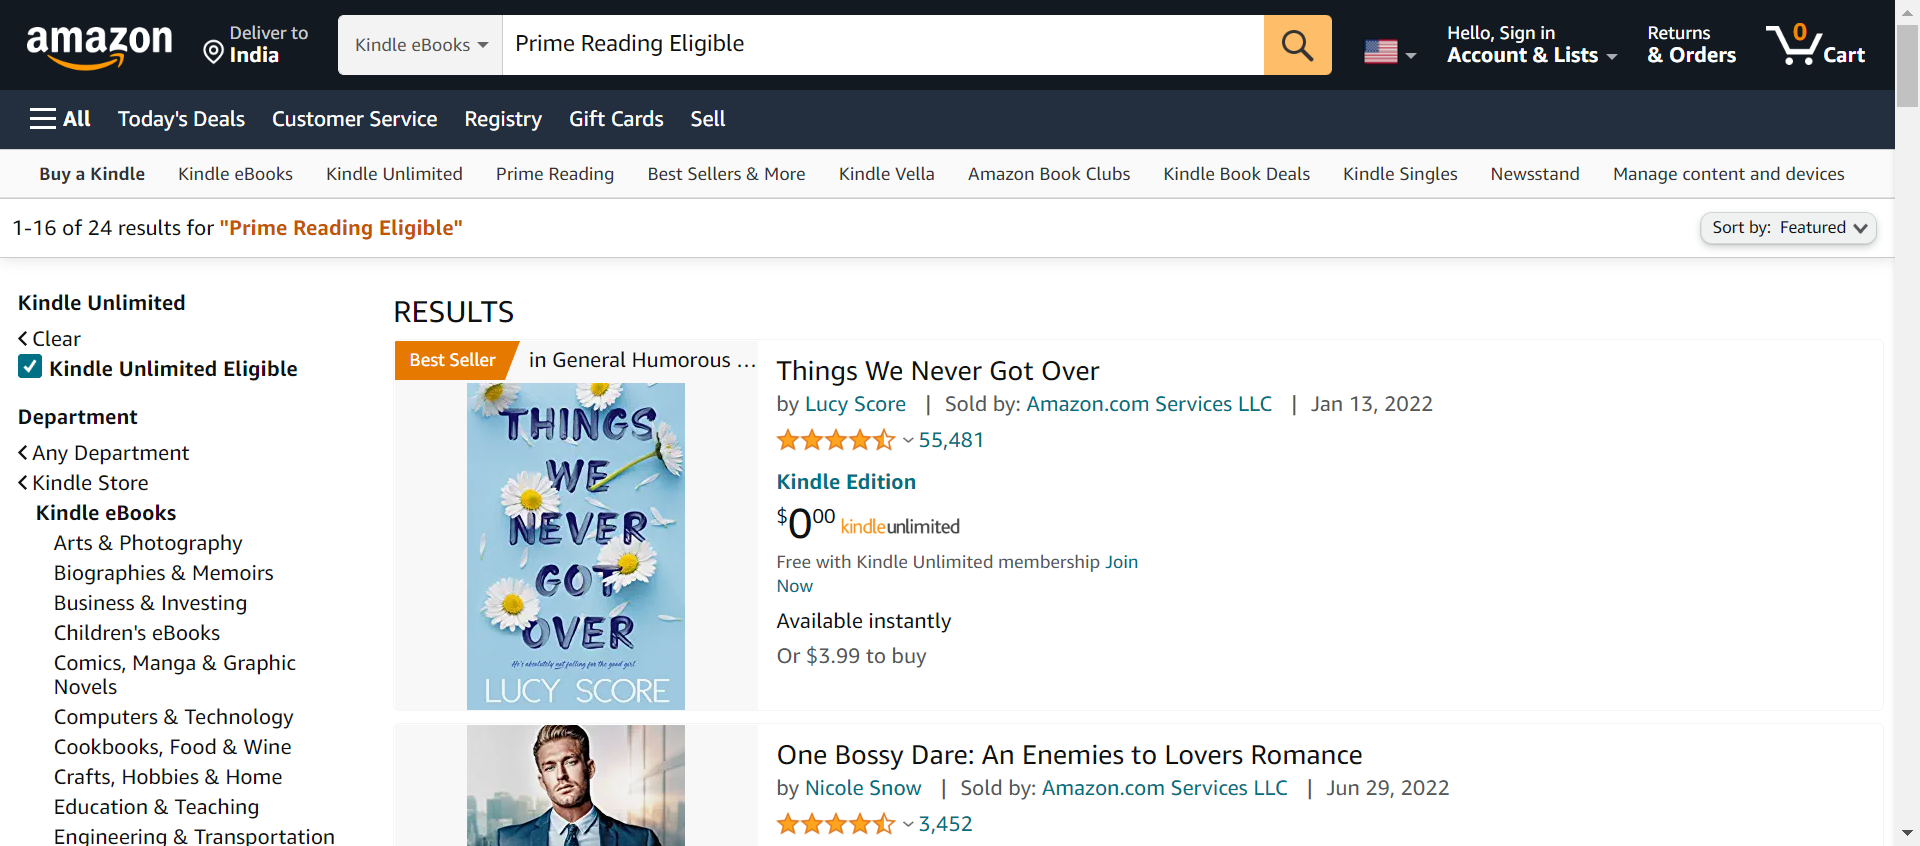 amazon
Deliver to
India
Kindle eBooks
Prime Reading Eligible
Hello, Sign in
Account & Lists
Returns
& Orders
0
Cart
All
Today's Deals
Customer Service
Registry
Gift Cards
Sell
Buy a Kindle
Kindle eBooks
Kindle Unlimited
Prime Reading
Best Sellers & More
Kindle Vella
Amazon Book Clubs
Kindle Book Deals
Kindle Singles
Newsstand
Manage content and devices
1-16 of 24 results for "Prime Reading Eligible"
Sort by: Featured
Kindle Unlimited
Clear
Kindle Unlimited Eligible
Department
Any Department
Kindle Store
Kindle eBooks
Arts & Photography
Biographies & Memoirs
Business & Investing
Children's eBooks
Comics, Manga & Graphic
Novels
Computers & Technology
Cookbooks, Food & Wine
Crafts, Hobbies & Home
Education & Teaching
Engineering & Transportation
RESULTS
Best Seller in General Humorous …
THINGS
WE
NEVER
GOT
OVER
He's absolutely not falling for the good girl.
LUCY SCORE
Things We Never Got Over
by Lucy Score | Sold by: Amazon.com Services LLC | Jan 13, 2022
55,481
Kindle Edition
$000 kindleunlimited
Free with Kindle Unlimited membership Join
Now
Available instantly
Or $3.99 to buy
One Bossy Dare: An Enemies to Lovers Romance
by Nicole Snow | Sold by: Amazon.com Services LLC | Jun 29, 2022
3,452